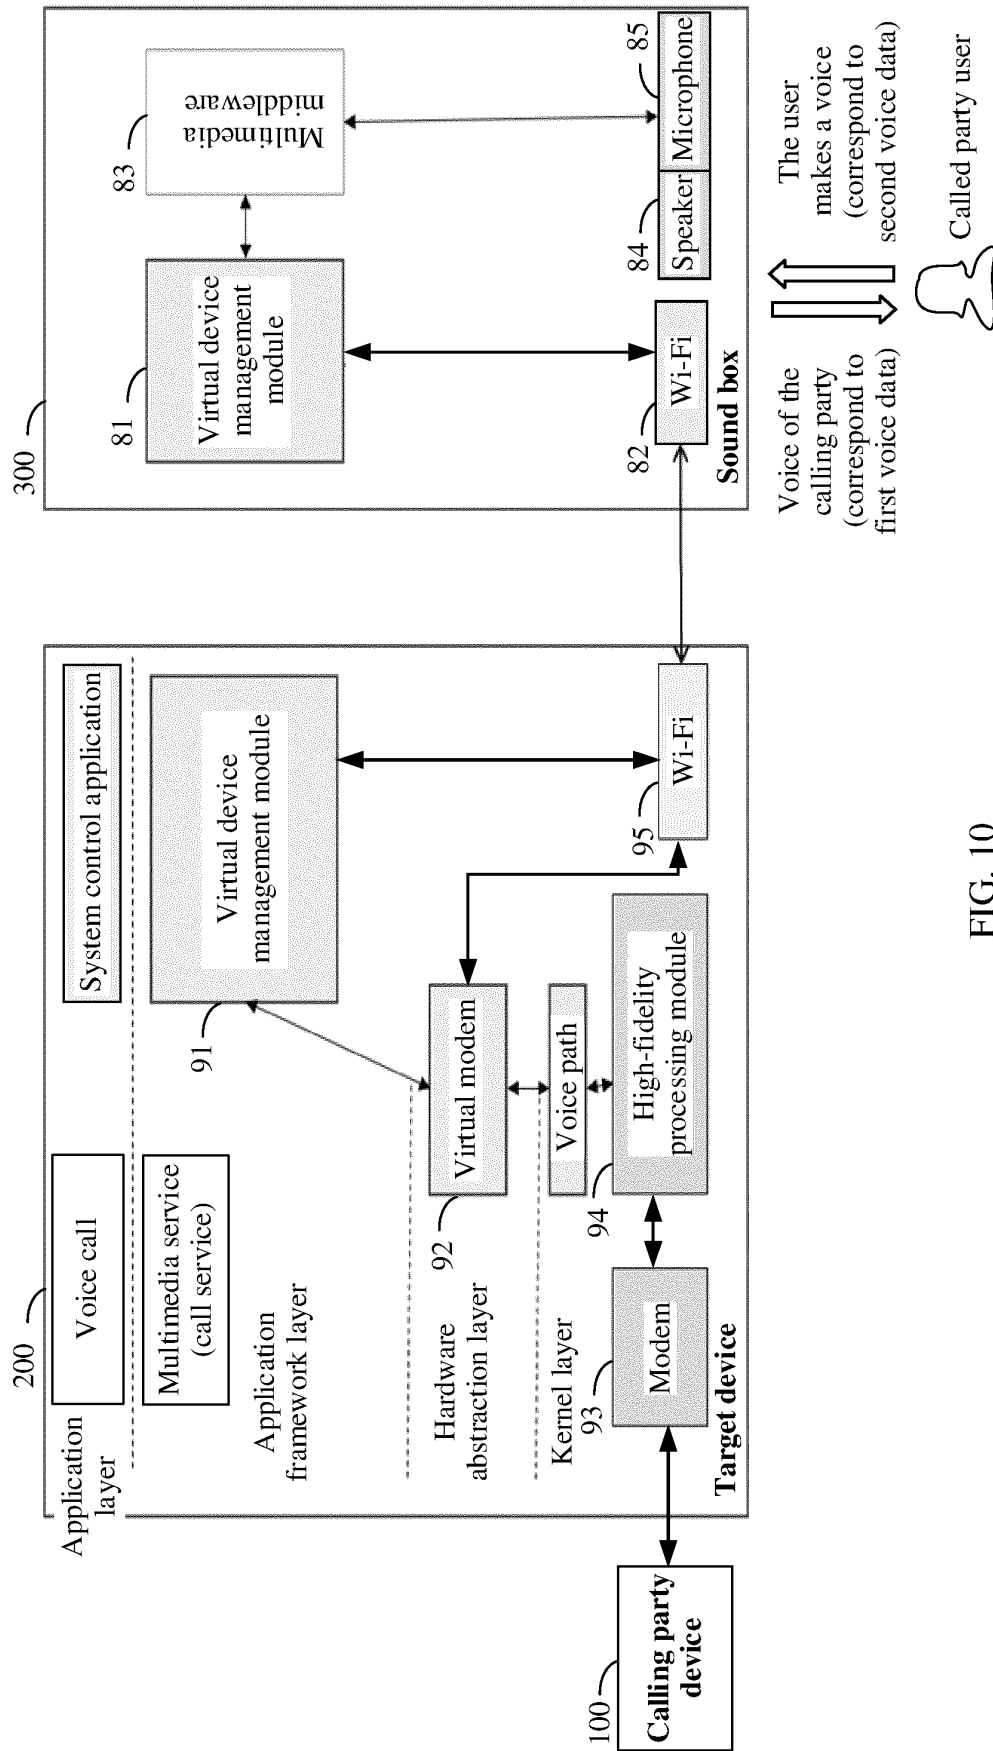 200
Application
layer
Voice call
System control application
Multimedia service
(call service)
Application
framework layer
91
Virtual device
management module
Hardware
abstraction layer
92
Virtual modem
Kernel layer
Voice path
93
Modem
94
High-fidelity
processing module
95
Wi-Fi
Target device
100
Calling party
device
300
81
Virtual device
management
module
83
Multimedia
middleware
82
Wi-Fi
84
Speaker
85
Microphone
Sound box
Voice of the
calling party
(correspond to
first voice data)
The user
makes a voice
(correspond to
second voice data)
Called party user
FIG. 10